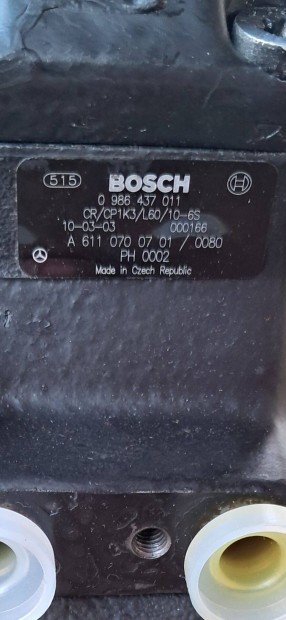 515 BOSCH
0 986 437 011
CR/CP1K3/L60/10-6S
10-03-03 000166
A 611 070 07 01 / 0080
PH 0002
Made in Czech Republic